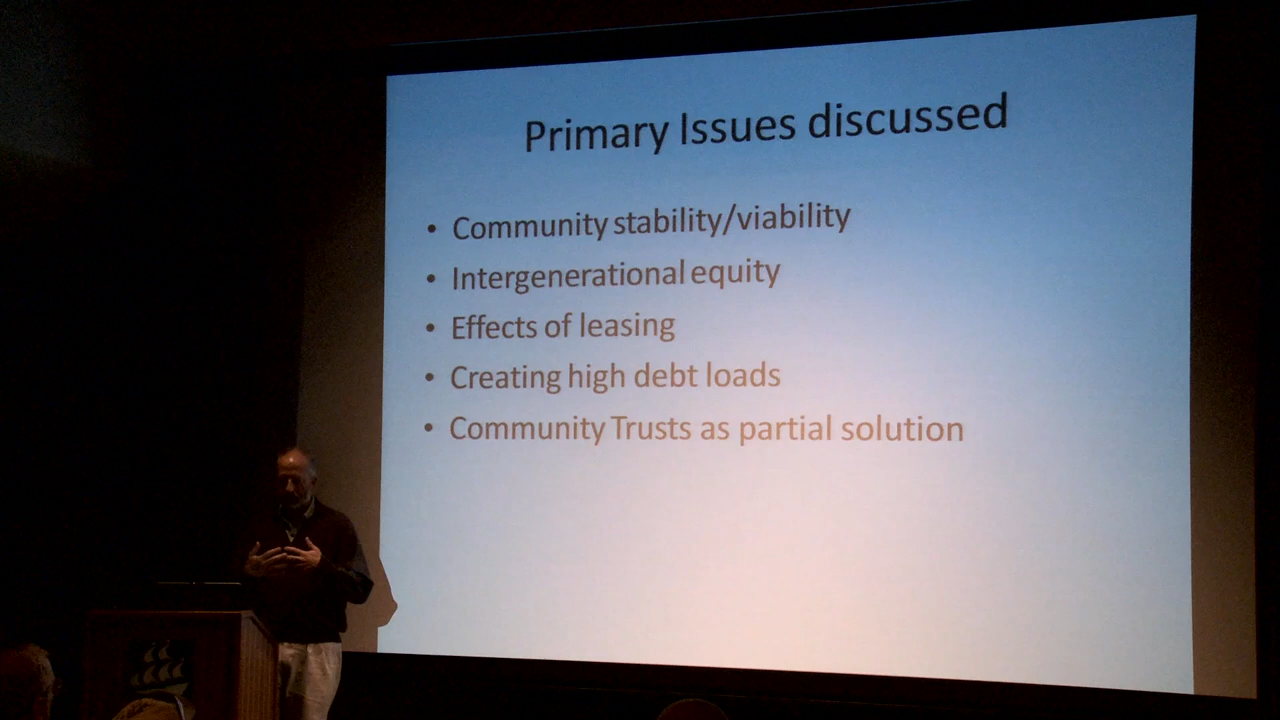 Primary Issues discussed
• Community stability/viability
• Intergenerational equity
• Effects of leasing
• Creating high debt loads
• Community Trusts as partial solution